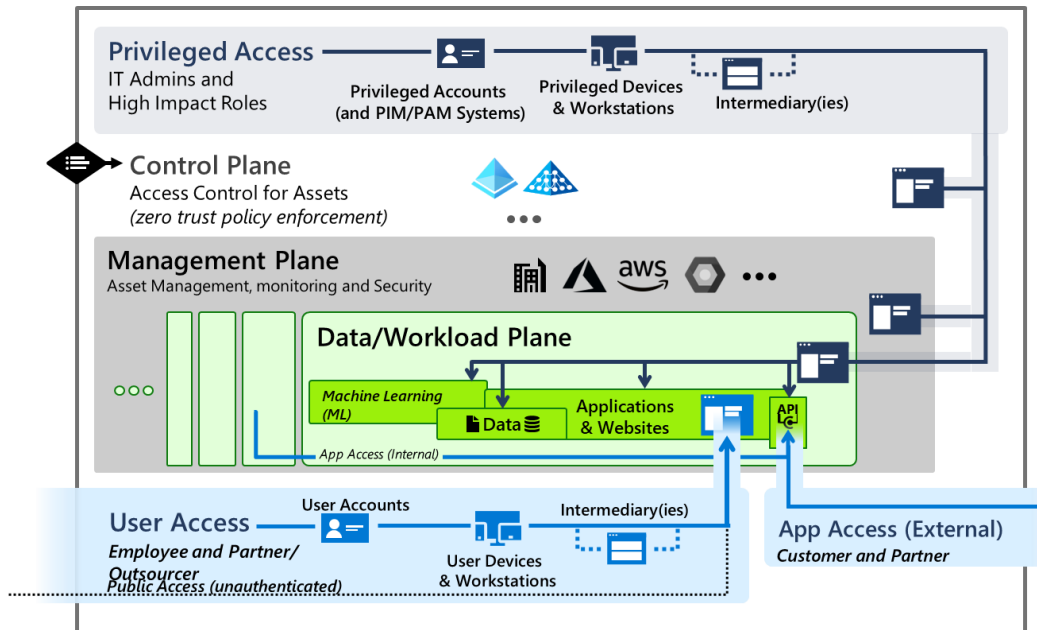 Privileged Access
IT Admins and
High Impact Roles
Privileged Accounts
(and PIM/PAM Systems)
Privileged Devices
& Workstations
Intermediary(ies)
Control Plane
Access Control for Assets
(zero trust policy enforcement)
Management Plane
Asset Management, monitoring and Security
aws
Data/Workload Plane
Machine Learning
(ML)
Data
Applications
& Websites
API
App Access (Internal)
User Access
Employee and Partner/
Outsourcer
Public Access (unauthenticated)
User Accounts
User Devices
& Workstations
Intermediary(ies)
App Access (External)
Customer and Partner